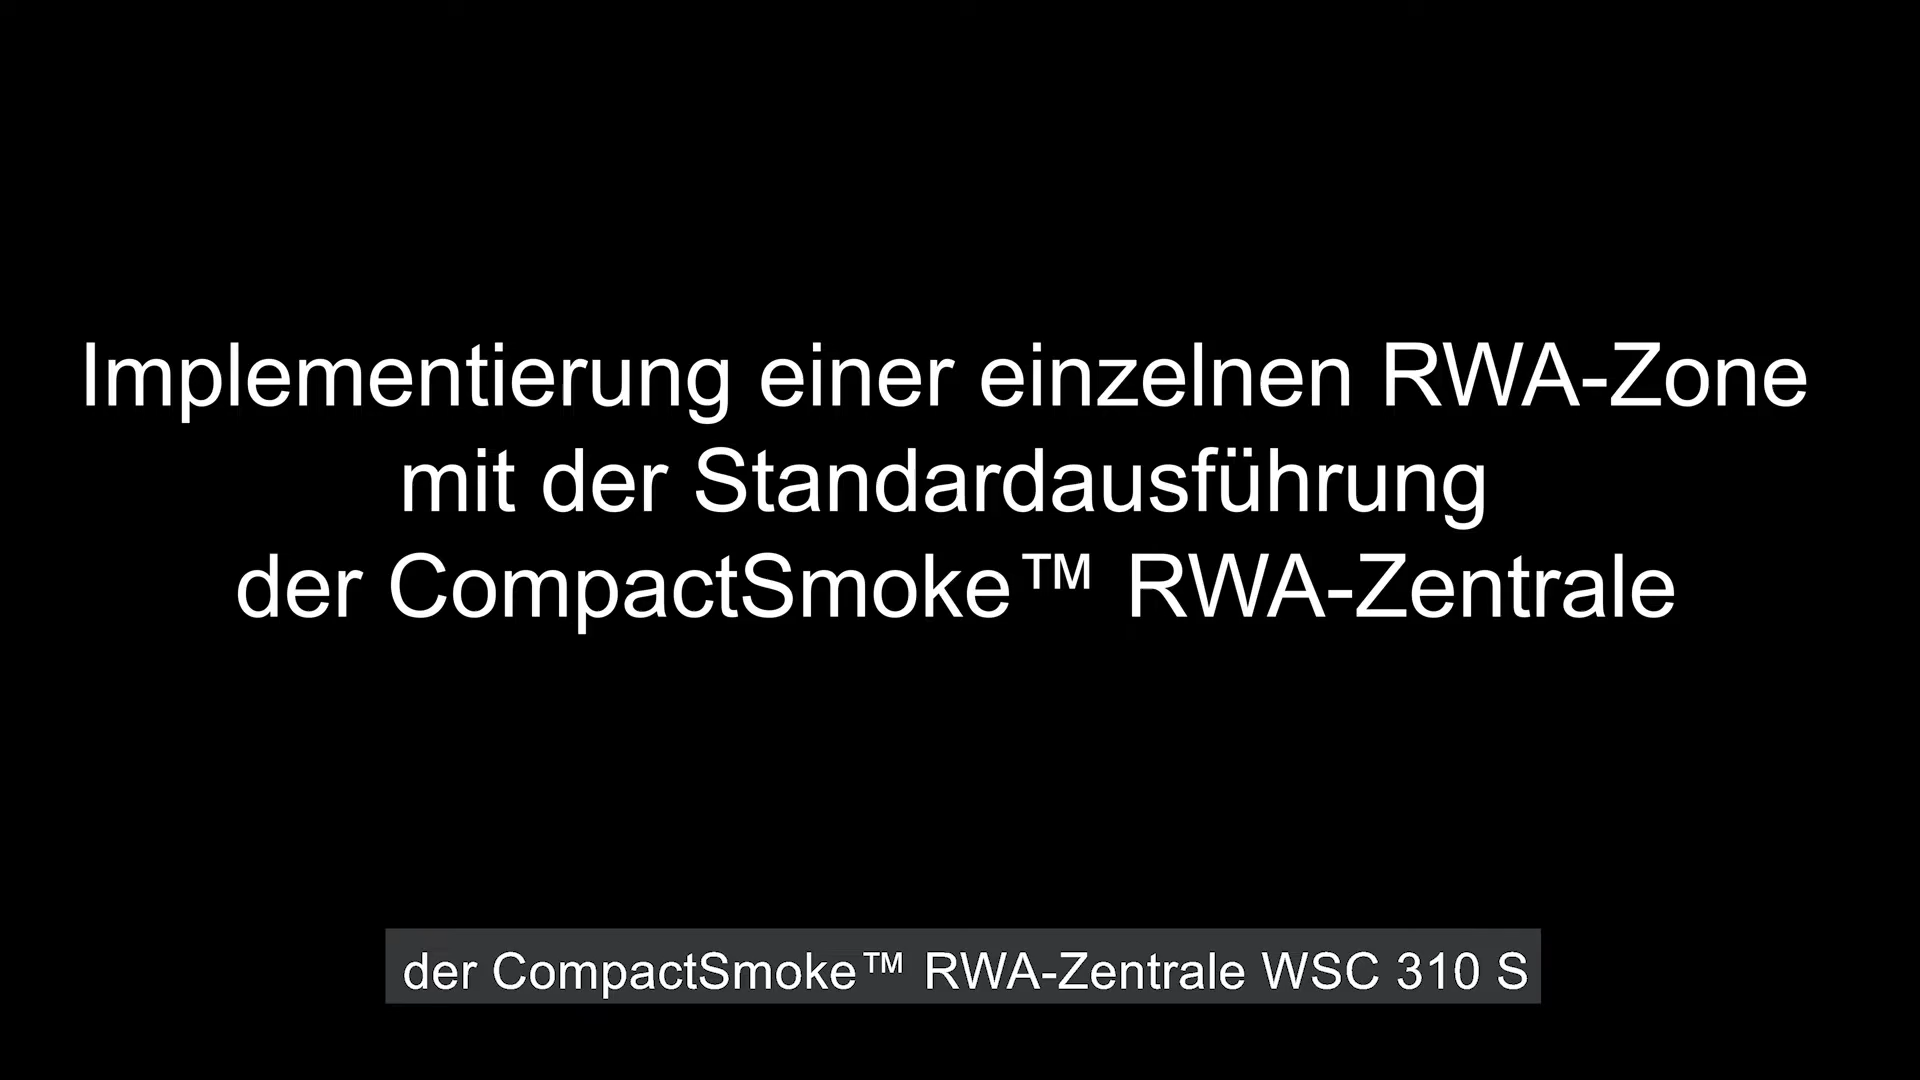 Implementierung einer einzelnen RWA-Zone
mit der Standardausführung
der CompactSmoke™ RWA-Zentrale
der CompactSmoke™ RWA-Zentrale WSC 310 S